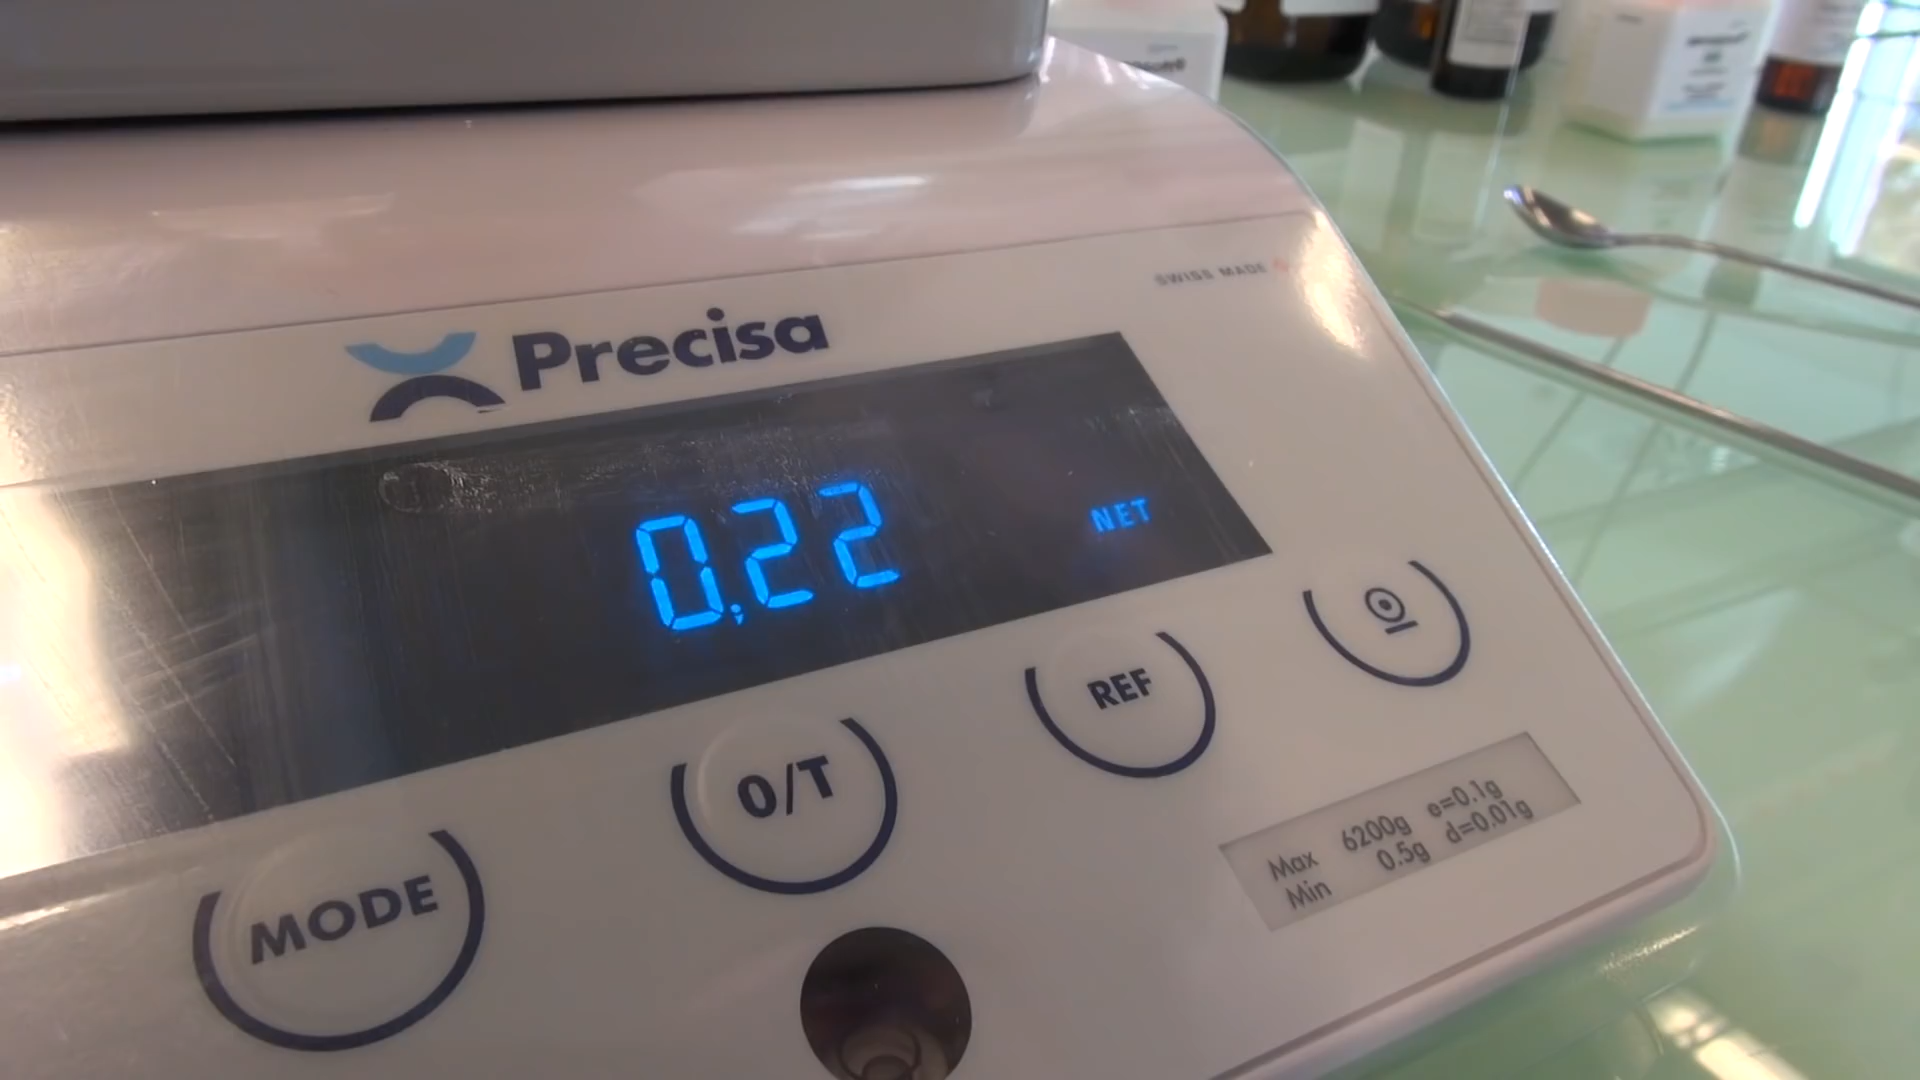 SWISS MADE
Precisa
0.22 NET
MODE
0/T
REF
Max 6200g e=0.1g
Min 0.5g d=0.01g